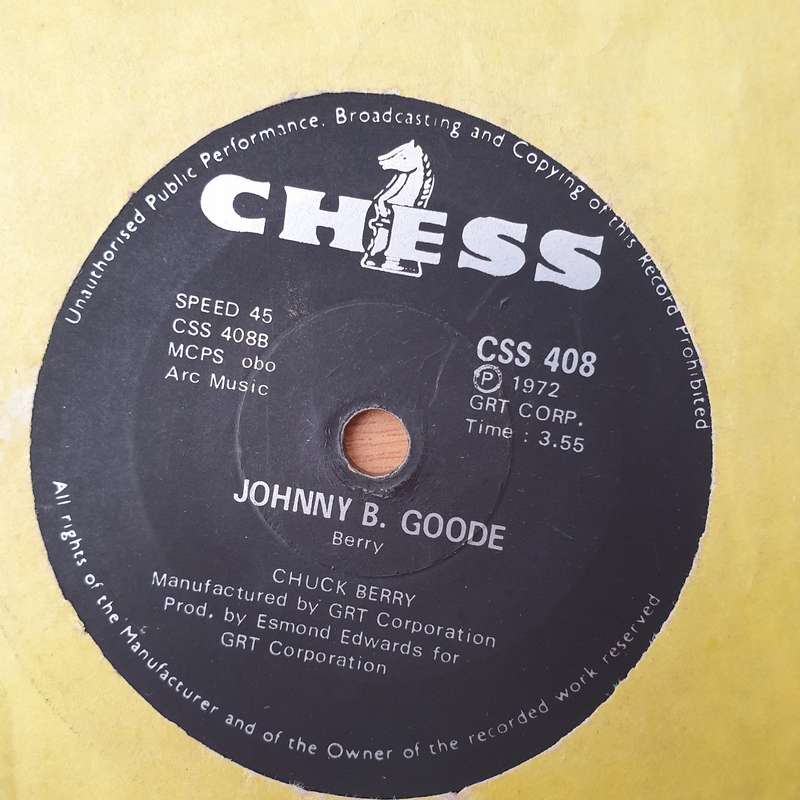 Unauthorised Public Performance. Broadcasting and Copying of this Record Prohibited
CHESS
SPEED 45
CSS 408B
MCPS obo
Arc Music
CSS 408
Ⓟ 1972
GRT CORP.
Time : 3.55
JOHNNY B. GOODE
Berry
CHUCK BERRY
Manufactured by GRT Corporation
Prod. by Esmond Edwards for
GRT Corporation
All rights of the Manufacturer and of the Owner of the recorded work reserved